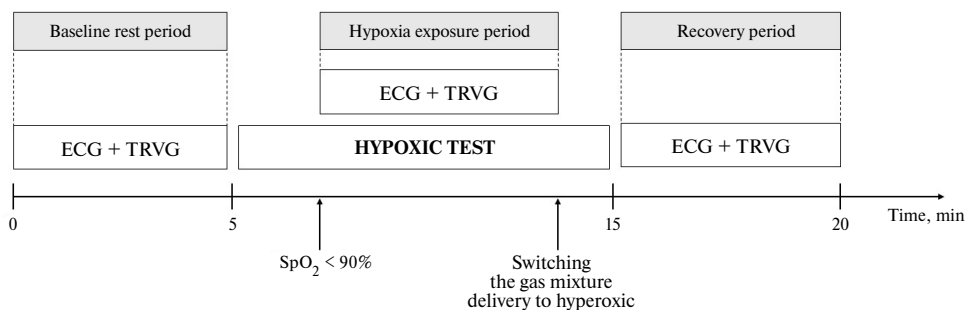 Baseline rest period
Hypoxia exposure period
Recovery period
ECG + TRVG
ECG + TRVG
HYPOXIC TEST
ECG + TRVG
0
5
15
20
Time, min
SpO2 < 90%
Switching
the gas mixture
delivery to hyperoxic